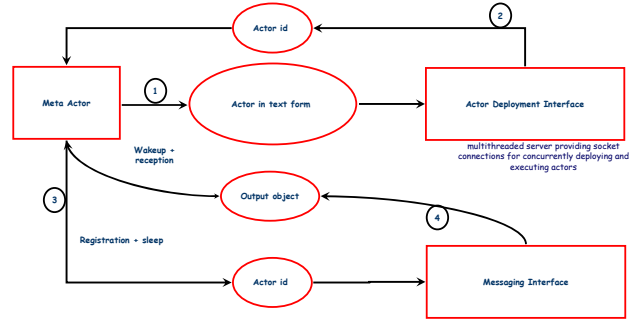 Actor id
2
1
Meta Actor
Actor in text form
Actor Deployment Interface
multithreaded server providing socket
connections for concurrently deploying and
executing actors
Wakeup +
reception
3
Output object
4
Registration + sleep
Actor id
Messaging Interface